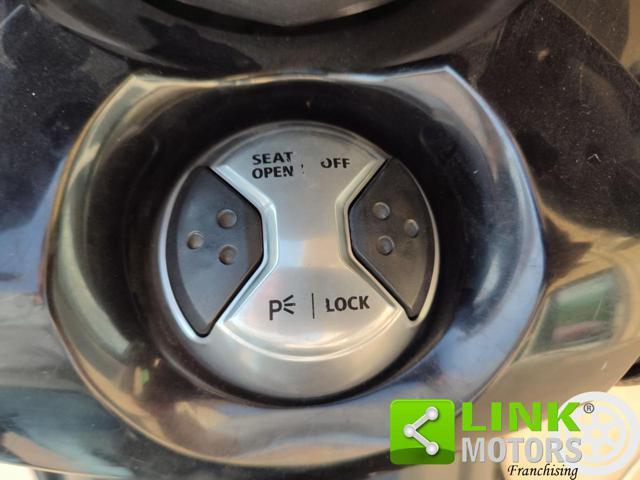 SEAT OFF
OPEN
P | LOCK
LINK®
MOTORS
Franchising